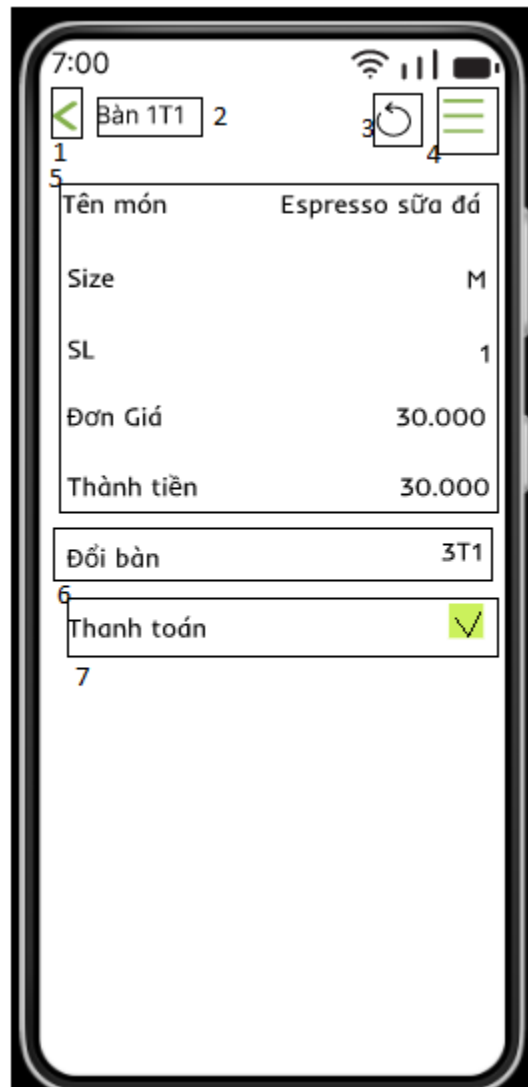 7:00
Bàn 1T1 2
3
1
4
5
Tên món Espresso sữa đá
Size M
SL 1
Đơn Giá 30.000
Thành tiền 30.000
Đổi bàn 3T1
6
Thanh toán
7